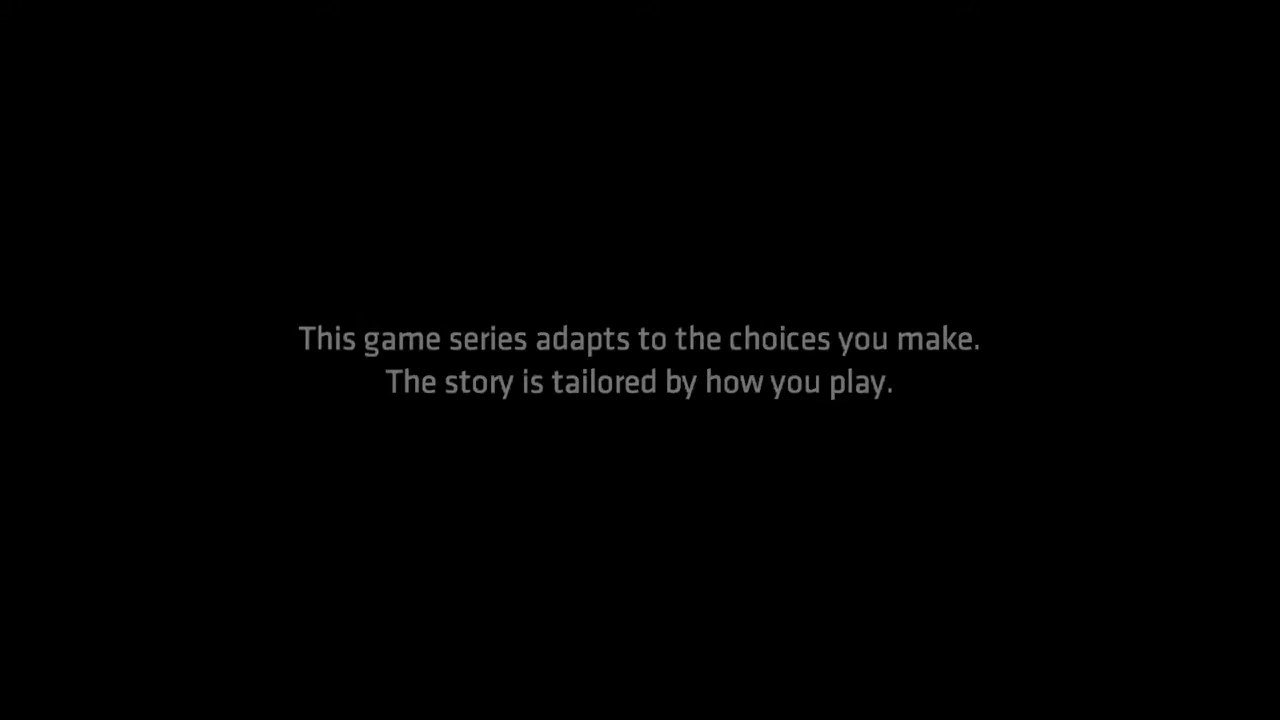 This game series adapts to the choices you make.
The story is tailored by how you play.